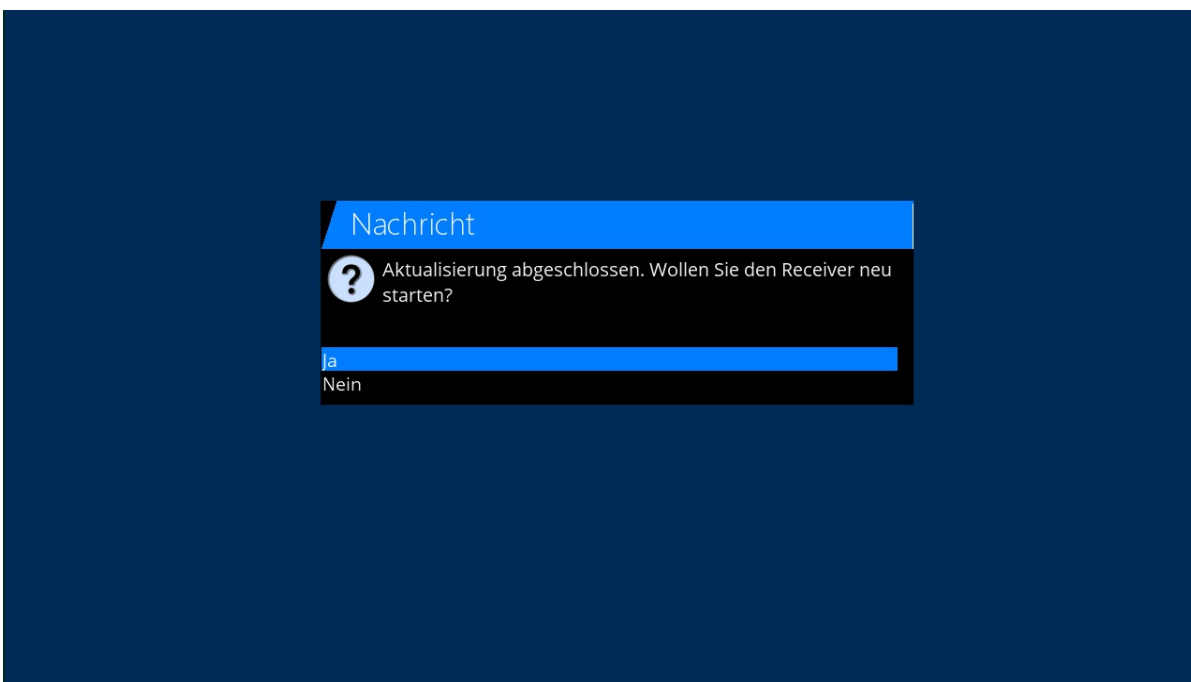 Nachricht
Aktualisierung abgeschlossen. Wollen Sie den Receiver neu
starten?
Ja
Nein